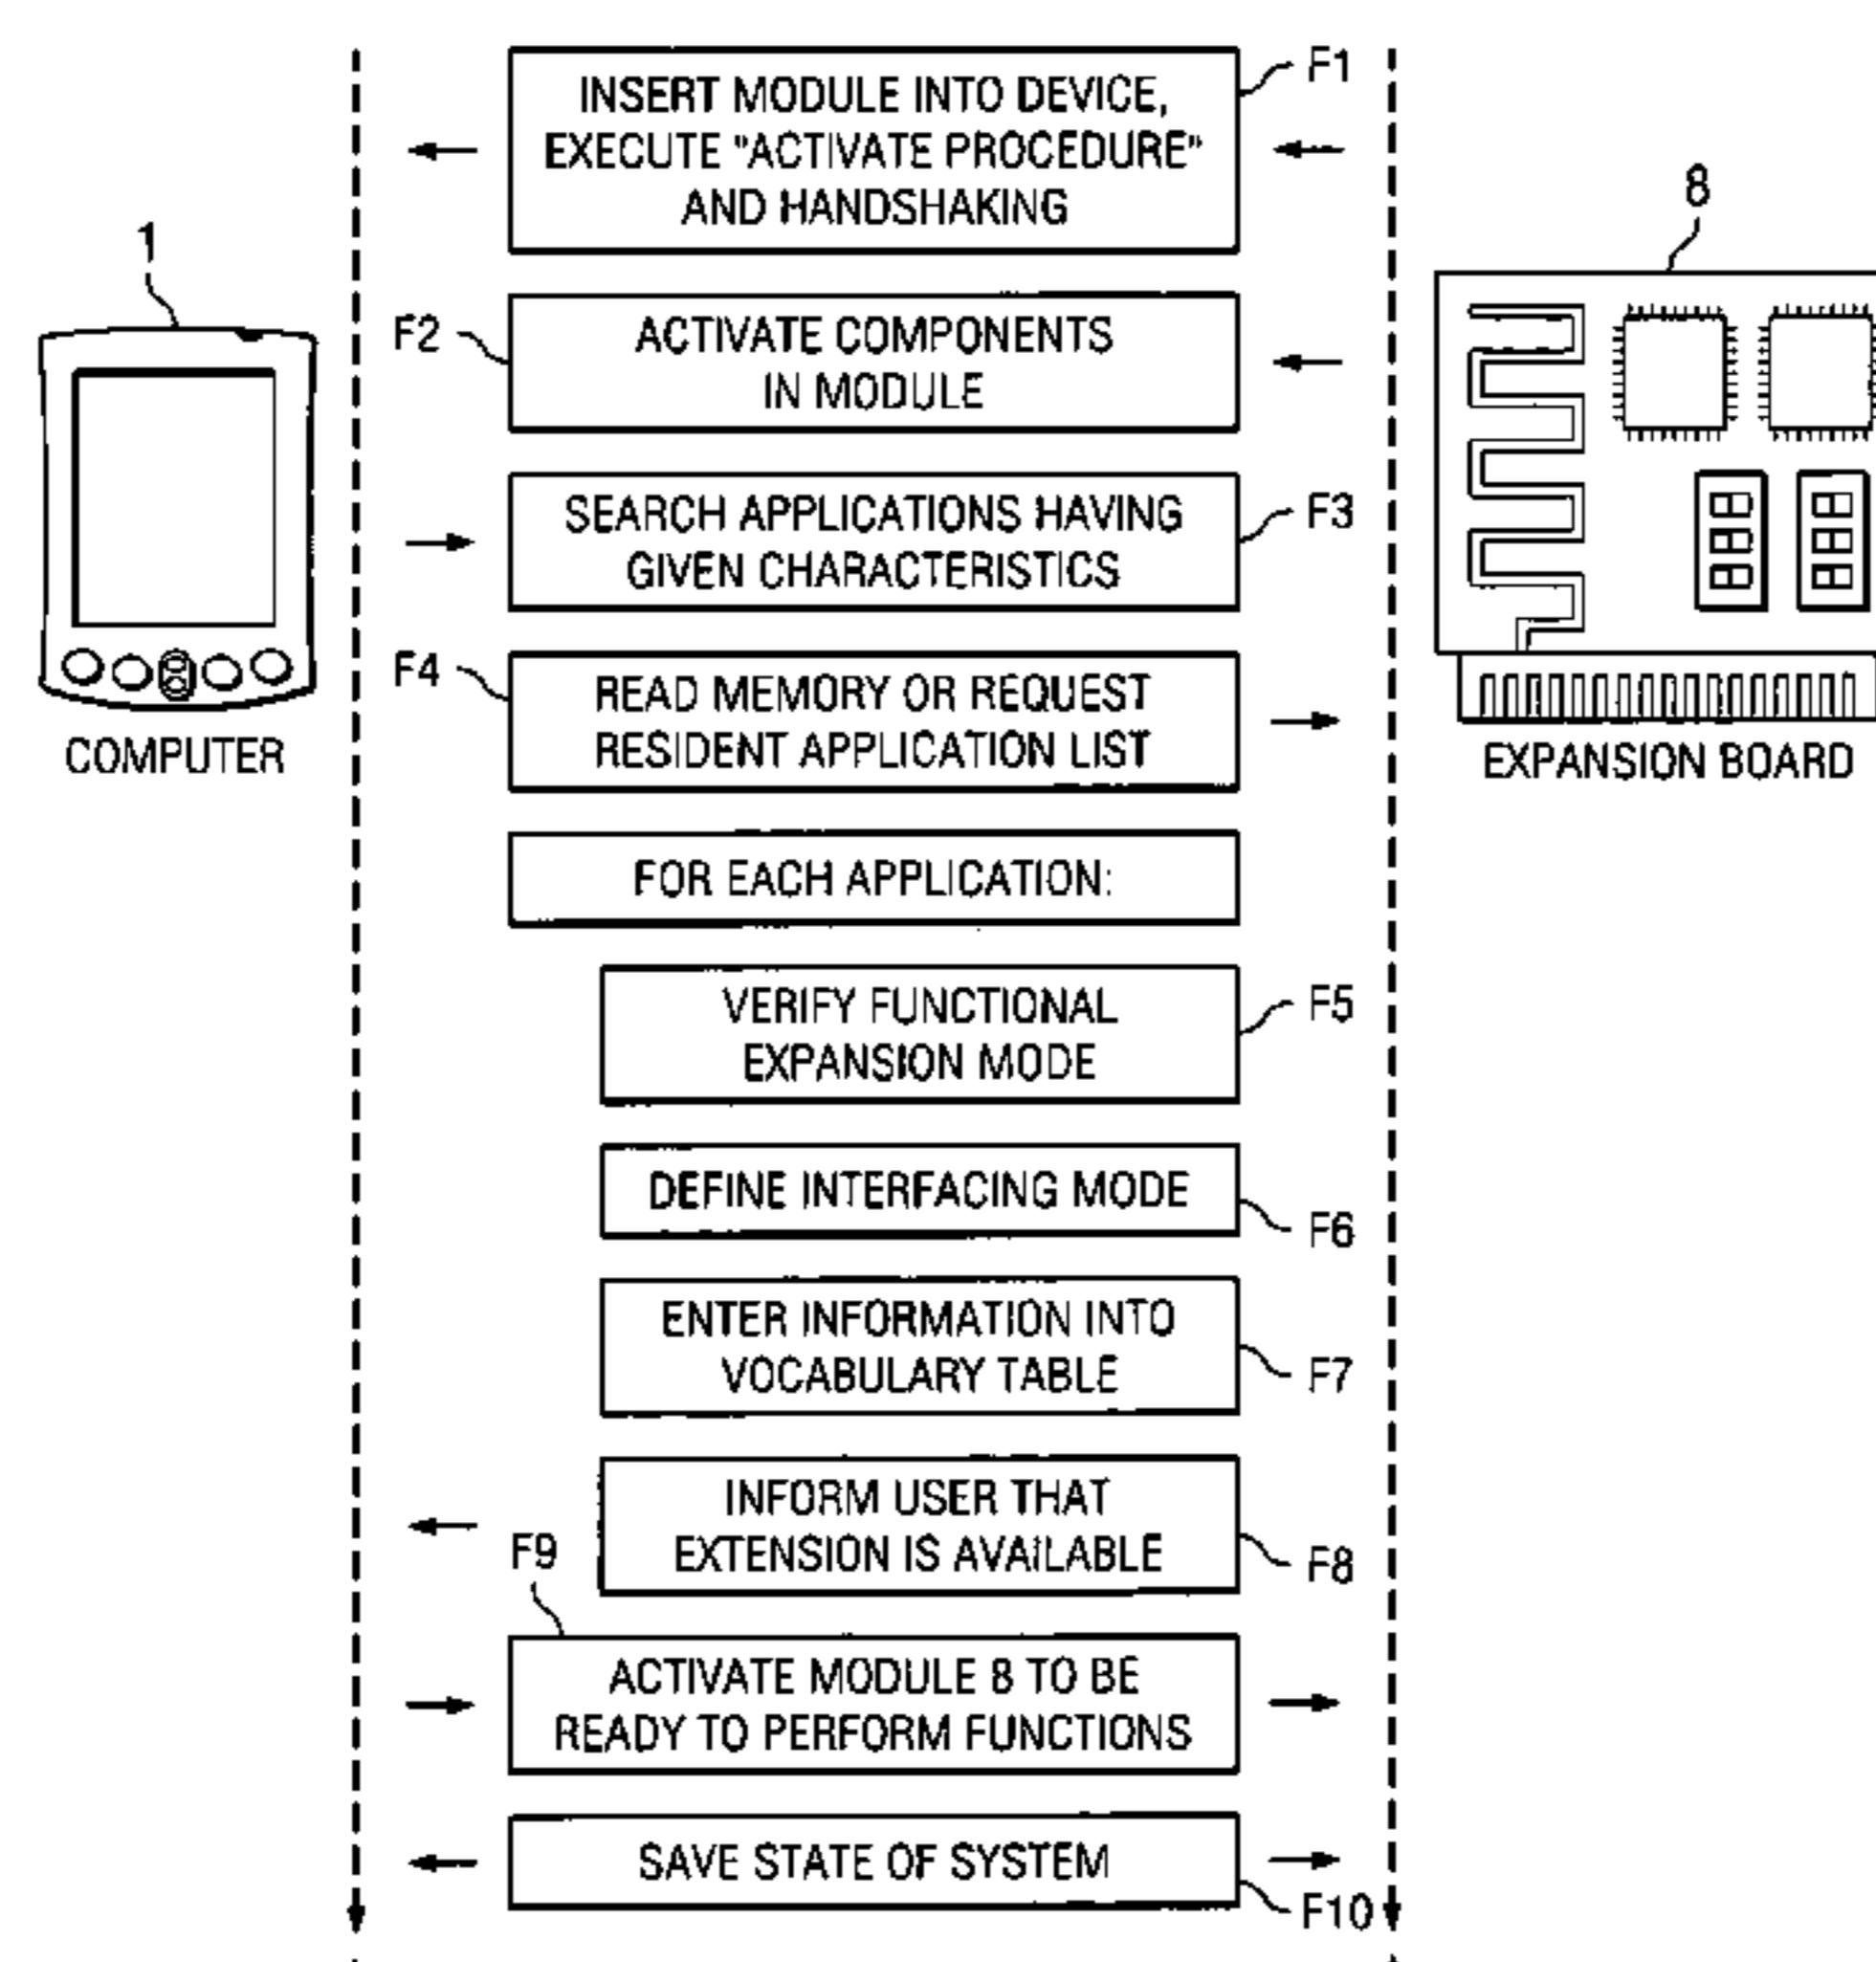 INSERT MODULE INTO DEVICE,
EXECUTE "ACTIVATE PROCEDURE"
AND HANDSHAKING
F1
8
1
F2
ACTIVATE COMPONENTS
IN MODULE
SEARCH APPLICATIONS HAVING
GIVEN CHARACTERISTICS
F3
F4
READ MEMORY OR REQUEST
RESIDENT APPLICATION LIST
COMPUTER
EXPANSION BOARD
FOR EACH APPLICATION:
VERIFY FUNCTIONAL
EXPANSION MODE
F5
DEFINE INTERFACING MODE
F6
ENTER INFORMATION INTO
VOCABULARY TABLE
F7
INFORM USER THAT
EXTENSION IS AVAILABLE
F8
F9
ACTIVATE MODULE 8 TO BE
READY TO PERFORM FUNCTIONS
SAVE STATE OF SYSTEM
F10